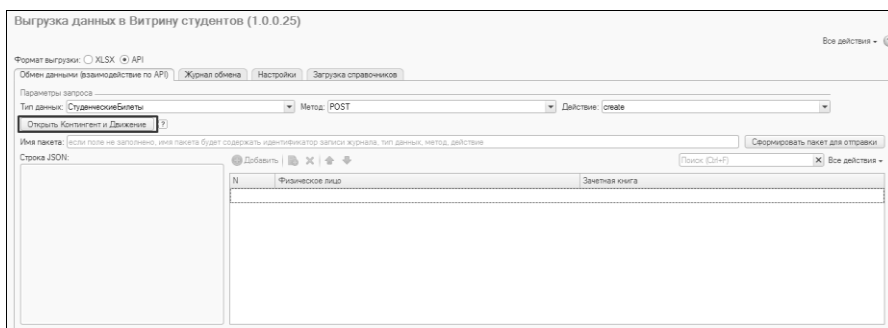 Выгрузка данных в Витрину студентов (1.0.0.25)
Все действия
Формат выгрузки: XLSX API
Обмен данными (взаимодействие по API) Журнал обмена Настройки Загрузка справочников
Параметры запроса
Тип данных: СтуденческиеБилеты Метод: POST Действие: create
Открыть Контингент и Движение ?
Имя пакета: если поле не заполнено, имя пакета будет содержать идентификатор записи журнала, тип данных, метод, действие Сформировать пакет для отправки
Строка JSON: Добавить Поиск (Ctrl+F) Все действия
N Физическое лицо Зачетная книга